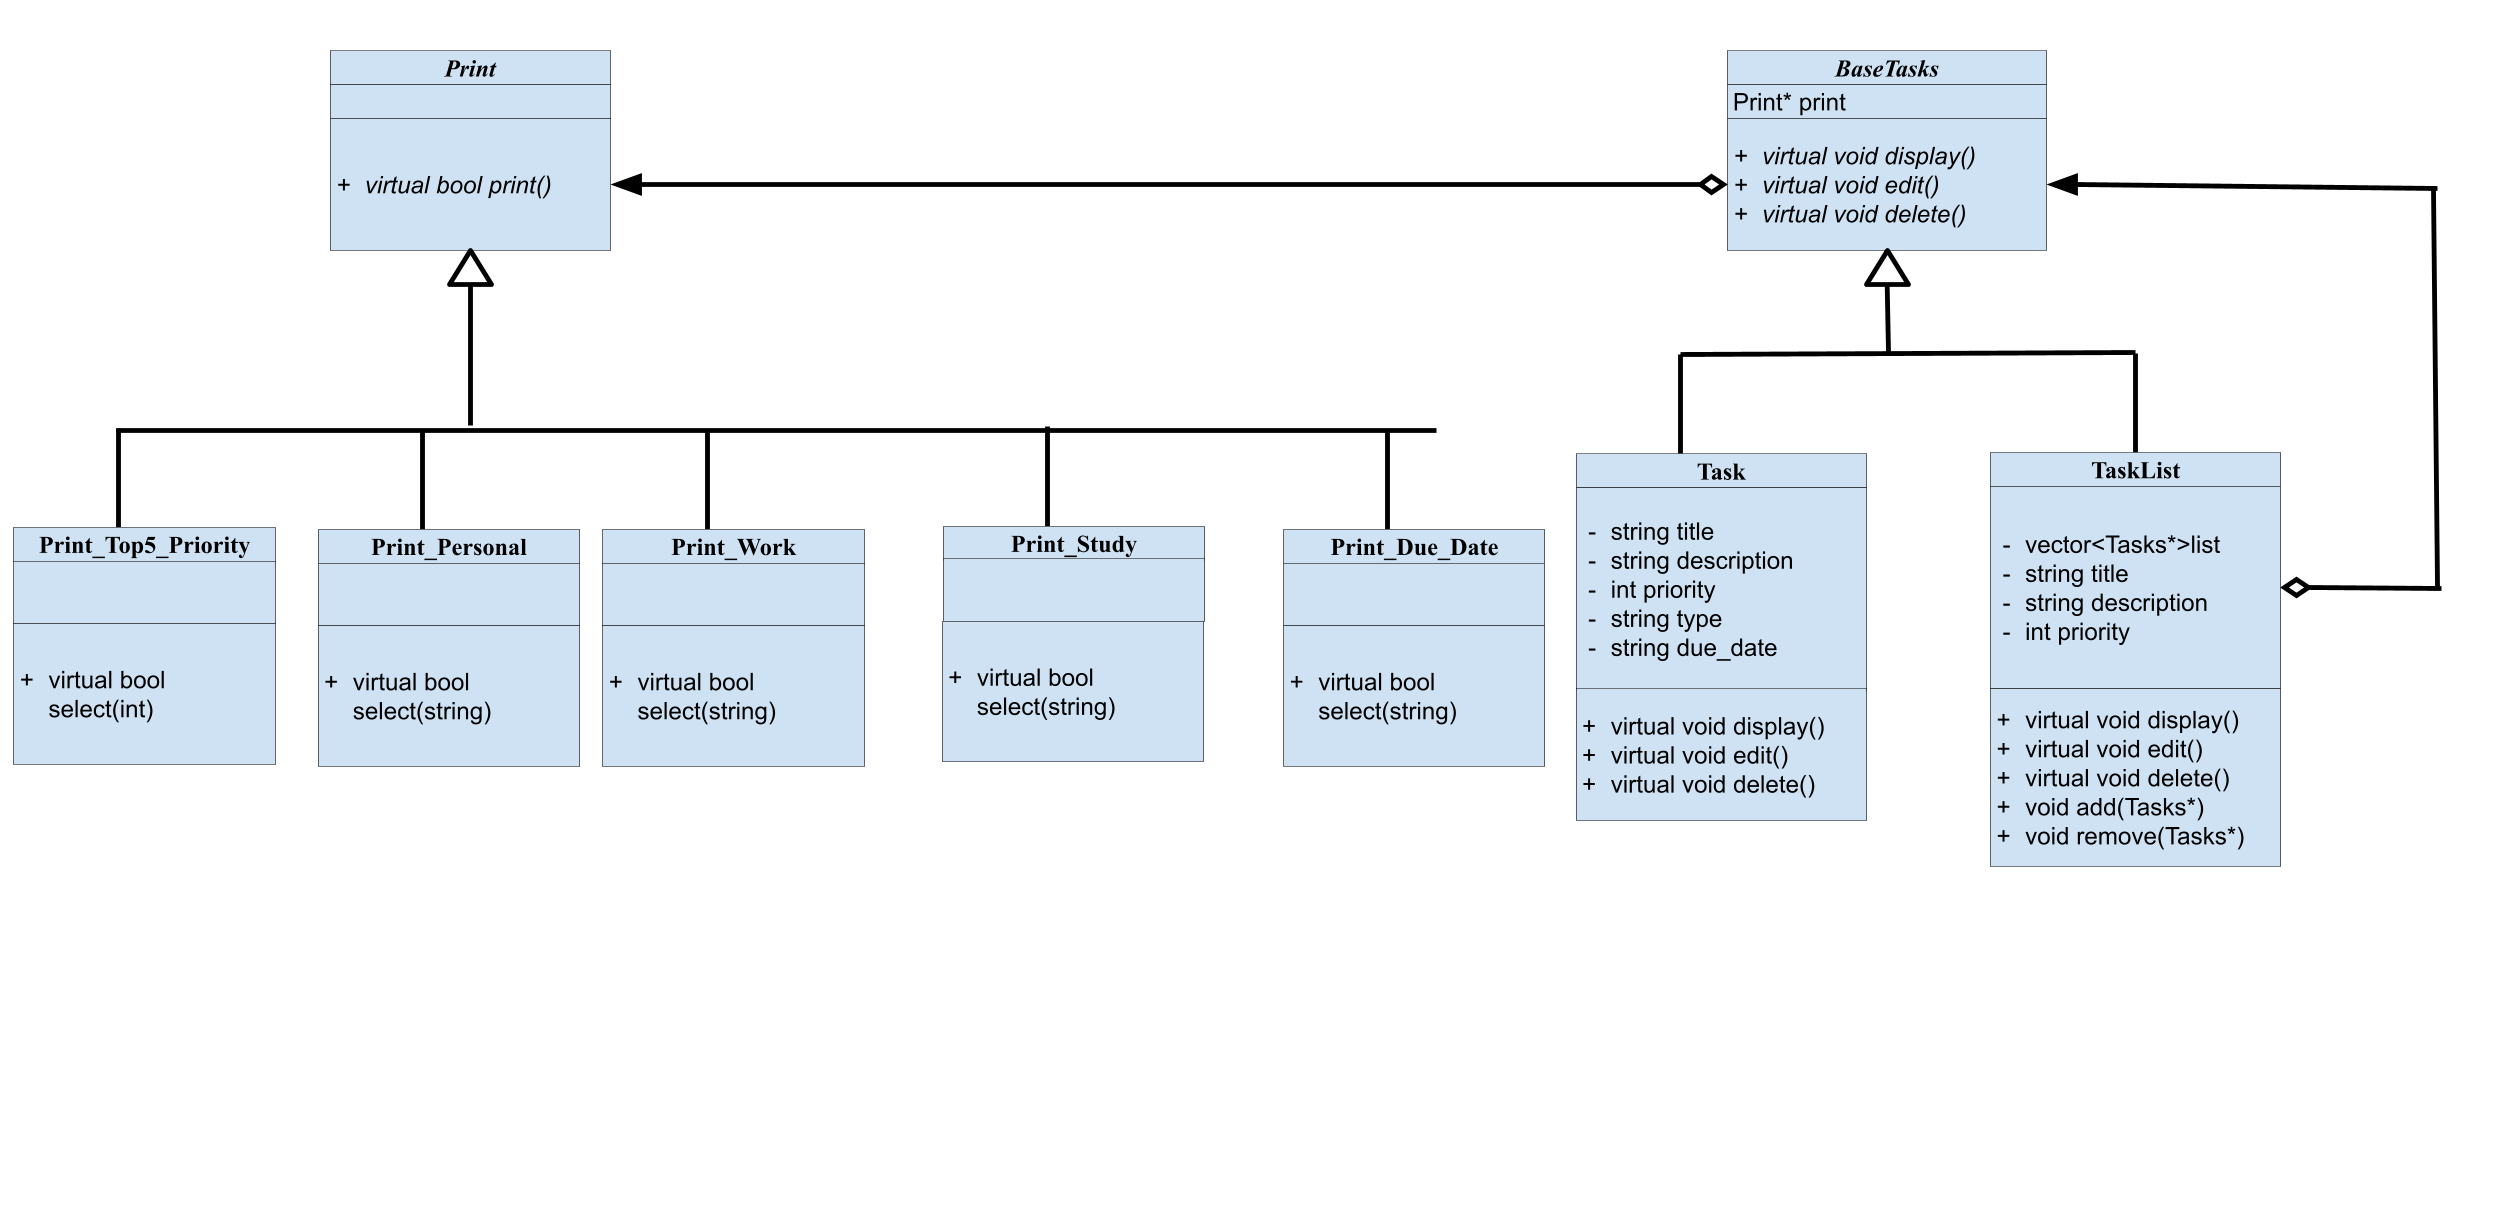 Print
+ virtual bool print()
BaseTasks
Print* print
+ virtual void display()
+ virtual void edit()
+ virtual void delete()
Print_Top5_Priority
+ virtual bool
select(int)
Print_Personal
+ virtual bool
select(string)
Print_Work
+ virtual bool
select(string)
Print_Study
+ virtual bool
select(string)
Print_Due_Date
+ virtual bool
select(string)
Task
- string title
- string description
- int priority
- string type
- string due_date
+ virtual void display()
+ virtual void edit()
+ virtual void delete()
TaskList
- vector<Tasks*>list
- string title
- string description
- int priority
+ virtual void display()
+ virtual void edit()
+ virtual void delete()
+ void add(Tasks*)
+ void remove(Tasks*)